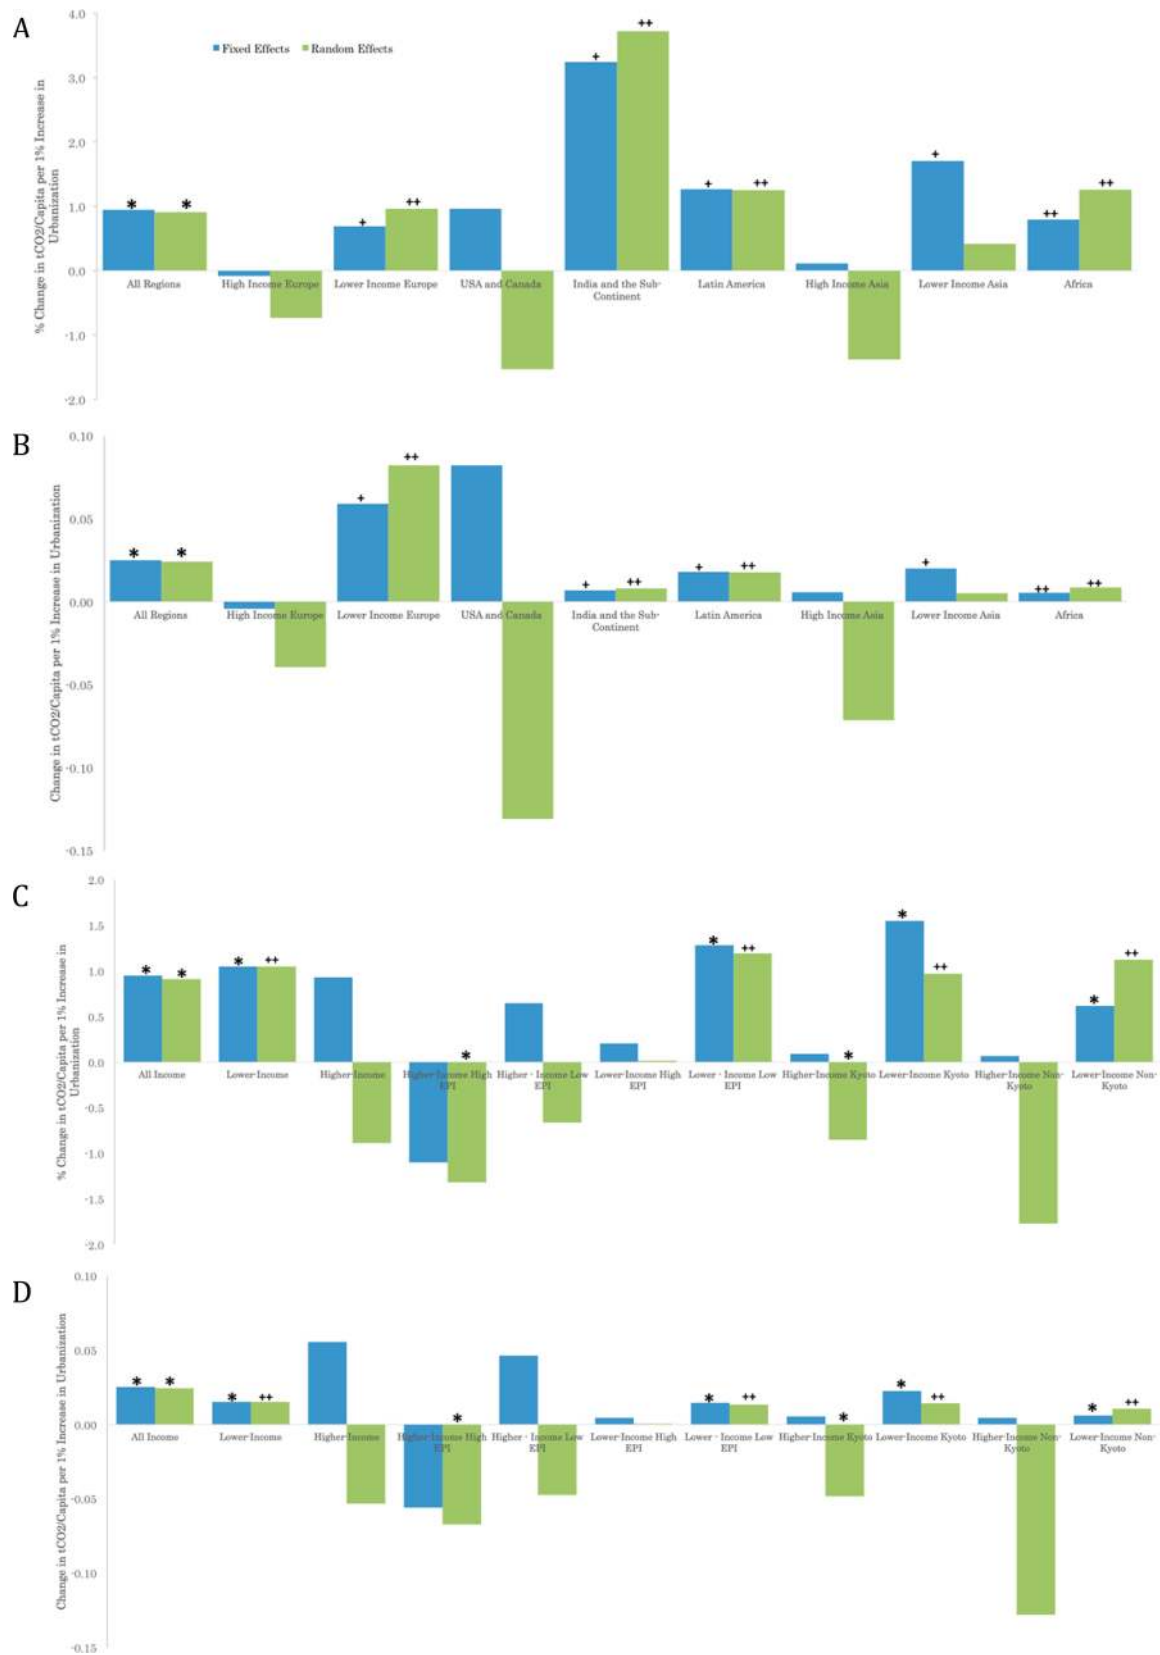 A
4.0
Fixed Effects Random Effects
++
+
3.0
2.0
+
+ ++ ++
* * + ++ ++
1.0
0.0
All Regions High Income Europe Lower Income Europe USA and Canada India and the Sub-Continent Latin America High Income Asia Lower Income Asia Africa
-1.0
-2.0
% Change in tCO2/Capita per 1% Increase in
Urbanization
B
0.10
++
+
0.05
* * + ++ + ++ + ++ ++
0.00
All Regions High Income Europe Lower Income Europe USA and Canada India and the Sub-Continent Latin America High Income Asia Lower Income Asia Africa
-0.05
-0.10
-0.15
Change in tCO2/Capita per 1% Increase in Urbanization
C
2.0
1.5
* * * ++ * ++ * ++ * ++
1.0
0.5
* *
0.0
All Income Lower-Income Higher-Income Higher-Income High EPI Higher - Income Low EPI Lower-Income High EPI Lower - Income Low EPI Higher-Income Kyoto Lower-Income Kyoto Higher-Income Non-Kyoto Lower-Income Non-Kyoto
-0.5
-1.0
-1.5
-2.0
% Change in tCO2/Capita per 1% Increase in
Urbanization
D
0.10
0.05
* * * ++ * * ++ * * ++ * ++
0.00
All Income Lower-Income Higher-Income Higher-Income High EPI Higher - Income Low EPI Lower-Income High EPI Lower - Income Low EPI Higher-Income Kyoto Lower-Income Kyoto Higher-Income Non-Kyoto Lower-Income Non-Kyoto
-0.05
-0.10
-0.15
Change in tCO2/Capita per 1% Increase in Urbanization